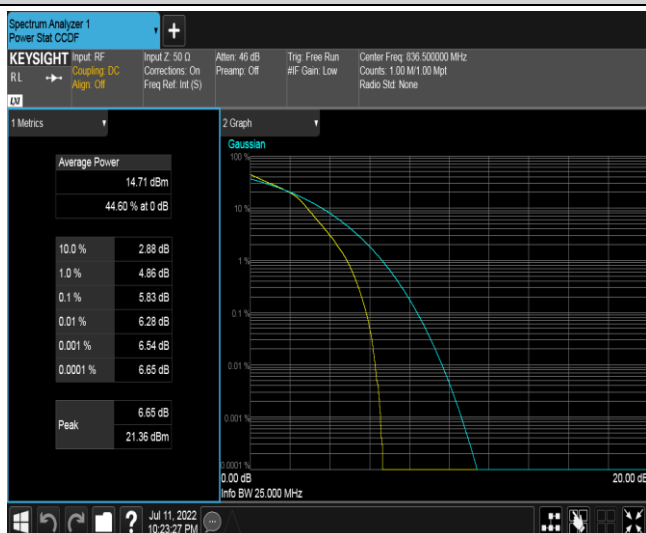 Spectrum Analyzer 1
Power Stat CCDF
+
KEYSIGHT
RL
LXI
Input: RF
Coupling: DC
Align: Off
Input Z: 50 Ω
Corrections: On
Freq Ref: Int (S)
Atten: 46 dB
Preamp: Off
Trig: Free Run
#IF Gain: Low
Center Freq: 836.500000 MHz
Counts: 1.00 M/1.00 Mpt
Radio Std: None
1 Metrics
Average Power
14.71 dBm
44.60 % at 0 dB
10.0 % 2.88 dB
1.0 % 4.86 dB
0.1 % 5.83 dB
0.01 % 6.28 dB
0.001 % 6.54 dB
0.0001 % 6.65 dB
Peak
6.65 dB
21.36 dBm
2 Graph
Gaussian
100 %
10 %
1 %
0.1 %
0.01 %
0.001 %
0.0001 %
0.00 dB 20.00 dB
Info BW 25.000 MHz
?
Jul 11, 2022
10:23:27 PM